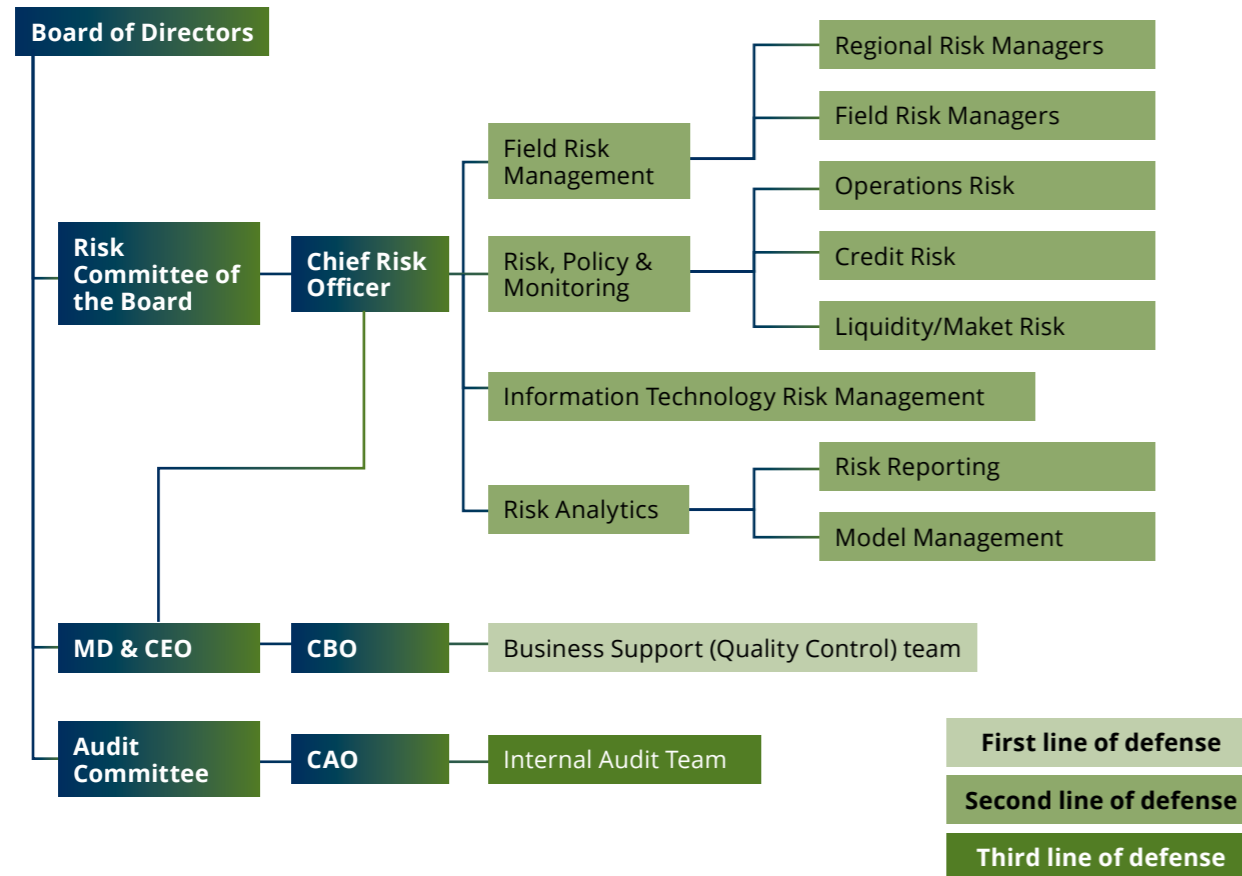 Board of Directors
Risk
Committee of
the Board
Chief Risk
Officer
Field Risk
Management
Regional Risk Managers
Field Risk Managers
Risk, Policy &
Monitoring
Operations Risk
Credit Risk
Liquidity/Maket Risk
Information Technology Risk Management
Risk Analytics
Risk Reporting
Model Management
MD & CEO
CBO
Business Support (Quality Control) team
Audit
Committee
CAO
Internal Audit Team
First line of defense
Second line of defense
Third line of defense